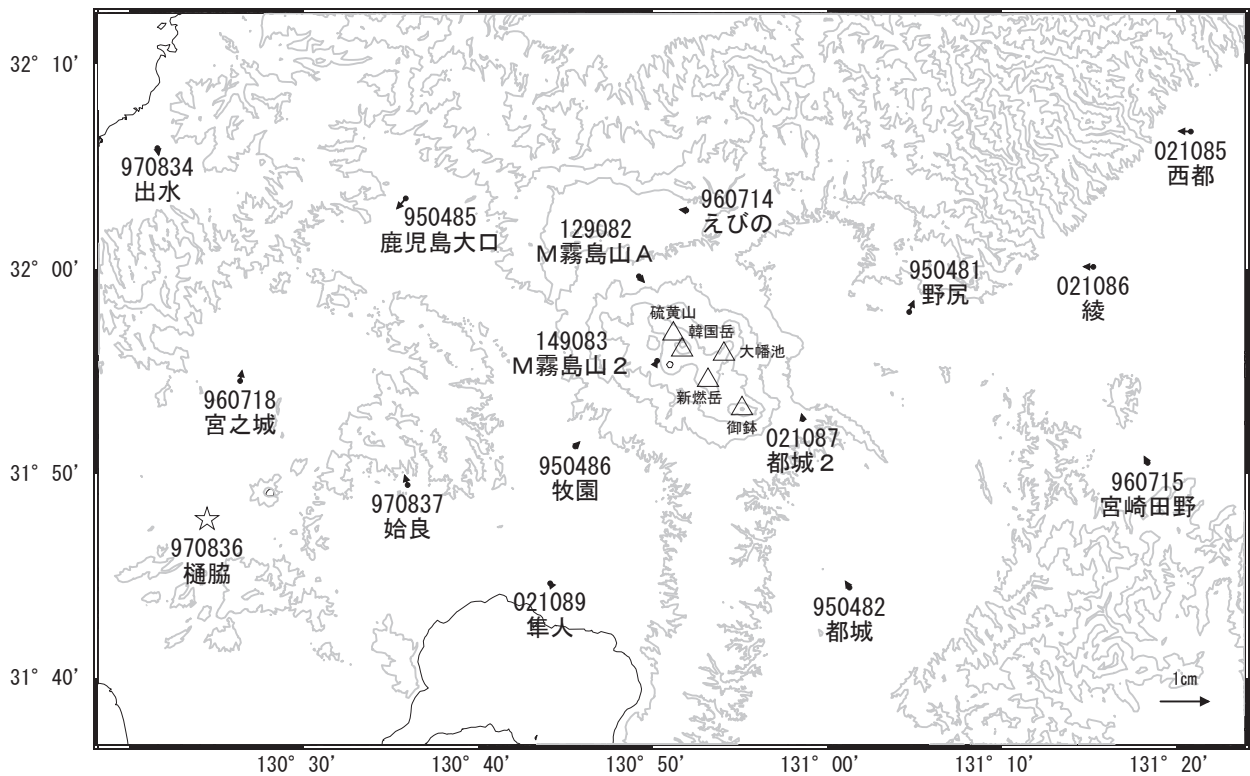 32° 10'
021085
西都
970834
出水
960714
えびの
950485
鹿児島大口
129082
M霧島山A
32° 00'
950481
野尻
021086
綾
硫黄山
韓国岳
大幡池
149083
M霧島山2
新燃岳
御鉢
960718
宮之城
021087
都城2
950486
牧園
31° 50'
960715
宮崎田野
970837
姶良
970836
樋脇
021089
隼人
950482
都城
31° 40'
1cm
130° 30' 130° 40' 130° 50' 131° 00' 131° 10' 131° 20'